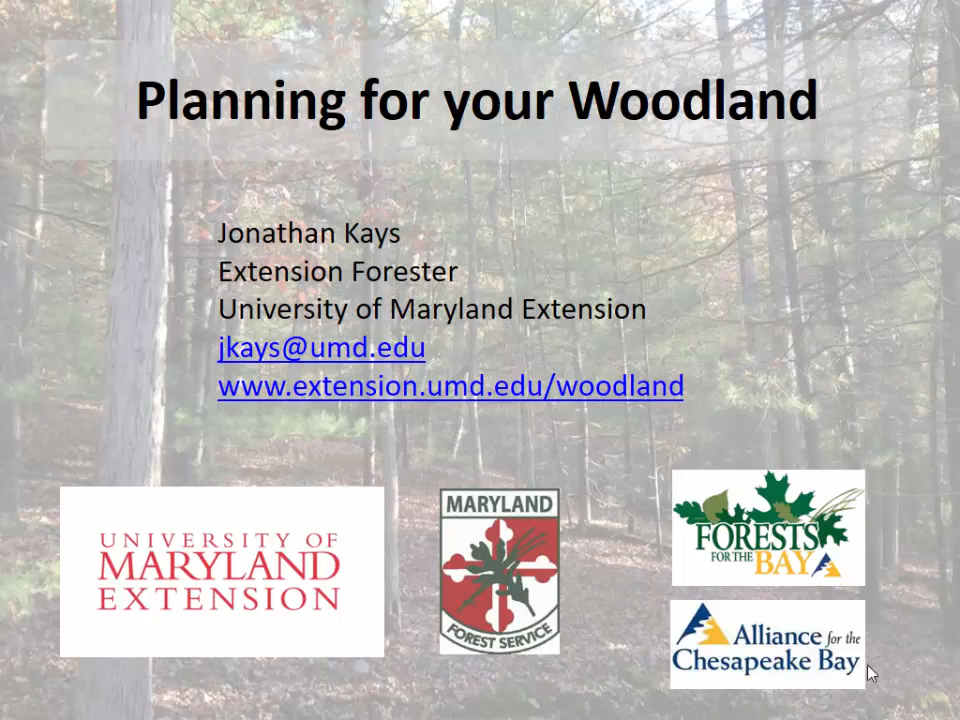 Planning for your Woodland
Jonathan Kays
Extension Forester
University of Maryland Extension
jkays@umd.edu
www.extension.umd.edu/woodland
UNIVERSITY OF
MARYLAND
EXTENSION
MARYLAND
FOREST SERVICE
FORESTS
FOR THE BAY
Alliance for the
Chesapeake Bay